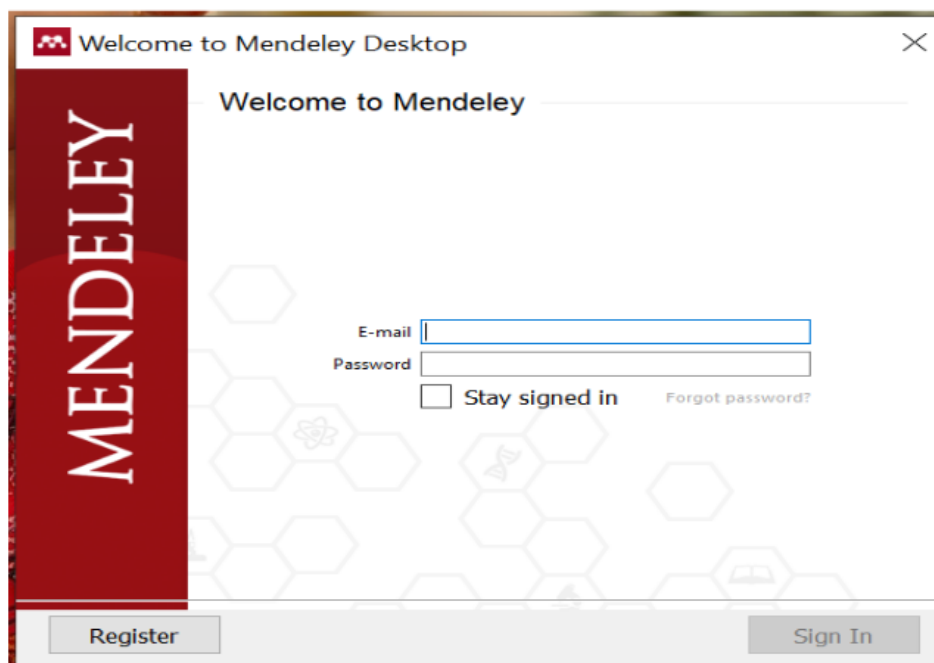 Welcome to Mendeley Desktop
Welcome to Mendeley
MENDELEY
E-mail
Password
Stay signed in Forgot password?
Register Sign In